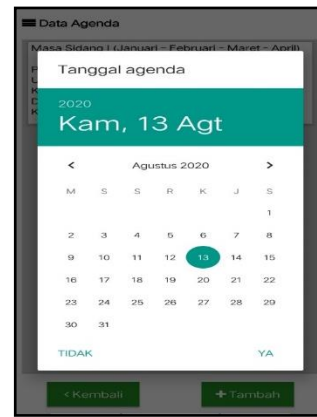 Data Agenda
Masa Sidang I (Januari - Februari - Maret - April)
Tanggal agenda
2020
Kam, 13 Agt
< Agustus 2020 >
M S S R K J S
1
2 3 4 5 6 7 8
9 10 11 12 13 14 15
16 17 18 19 20 21 22
23 24 25 26 27 28 29
30 31
TIDAK YA
< Kembali + Tambah